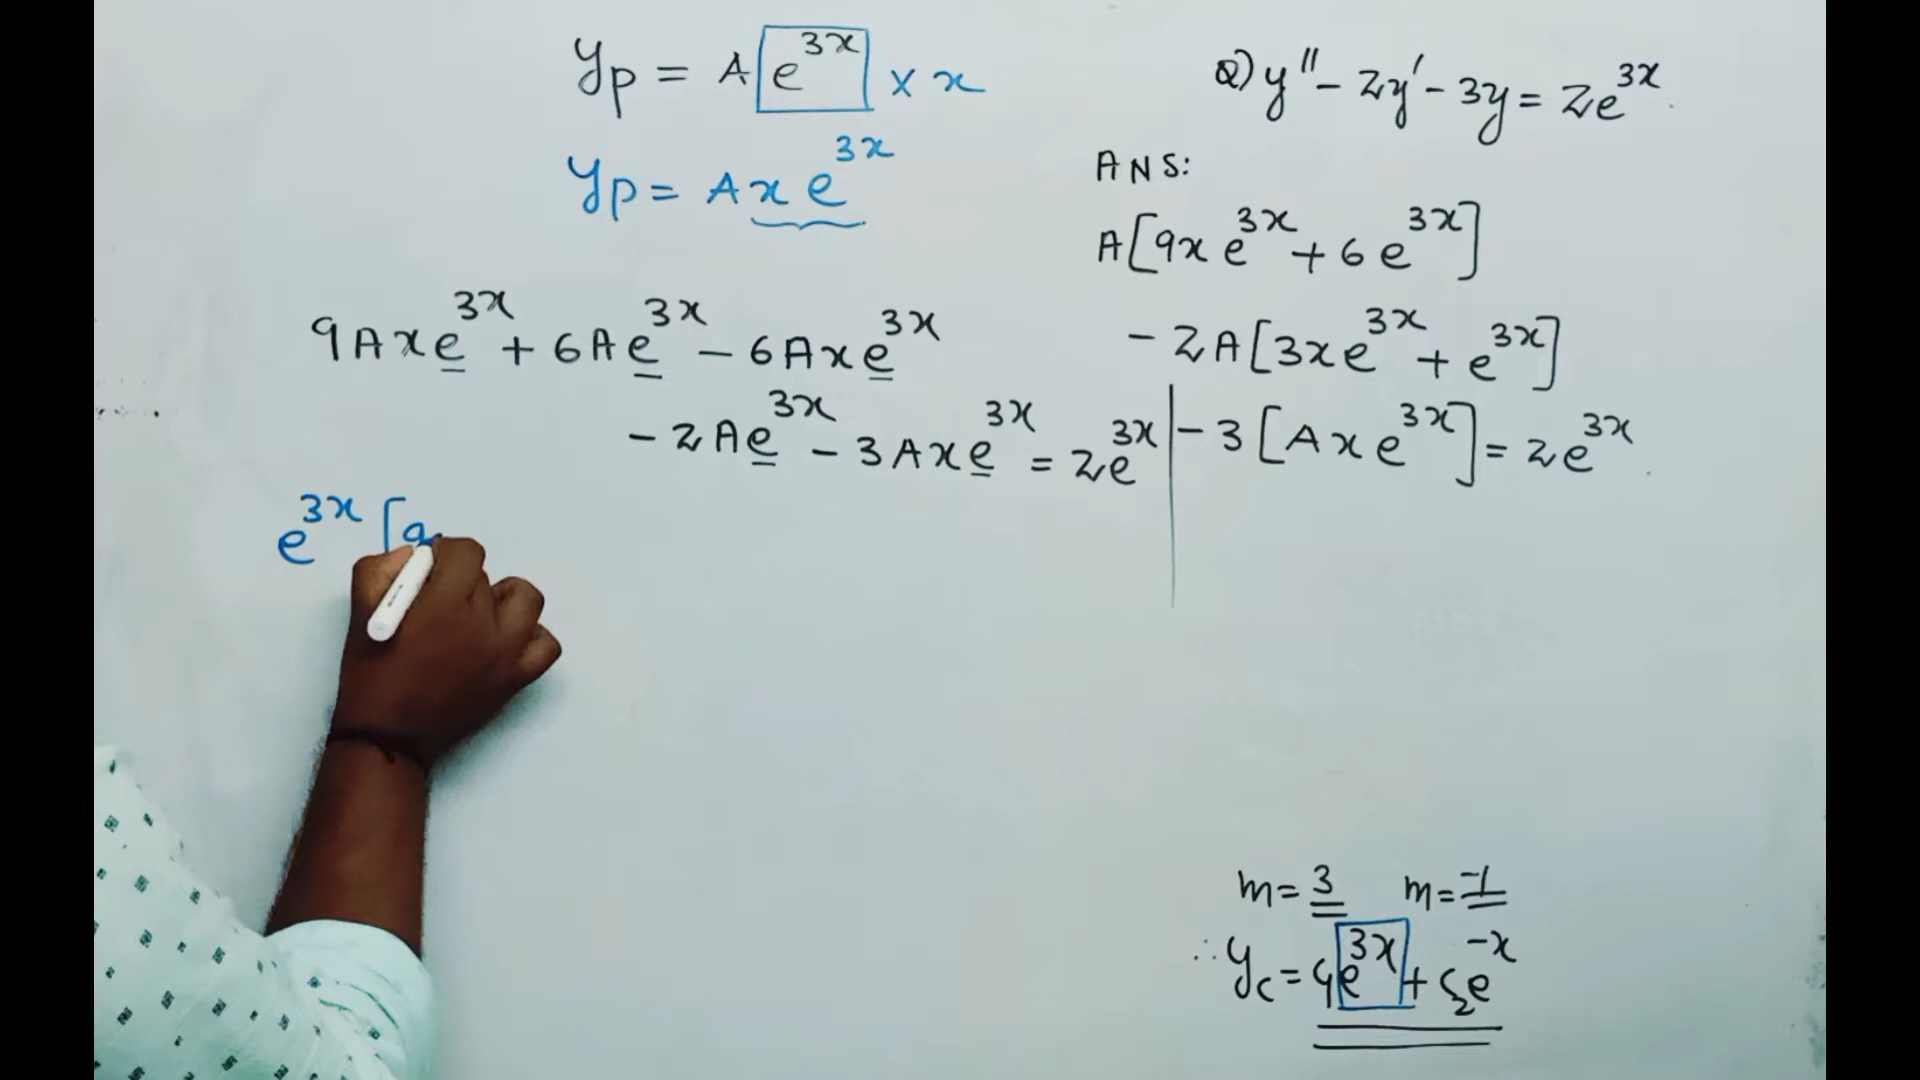 yp = A e^3x × x
yp = Axe^3x
Q) y'' - 2y' - 3y = 2e^3x
ANS:
A[9xe^3x + 6e^3x]
- 2A[3xe^3x + e^3x]
- 3[Axe^3x] = 2e^3x
9Axe^3x + 6Ae^3x - 6Axe^3x
- 2Ae^3x - 3Axe^3x = 2e^3x
e^3x [9
m = 3 m = -1
∴ yc = c1e^3x + c2e^-x